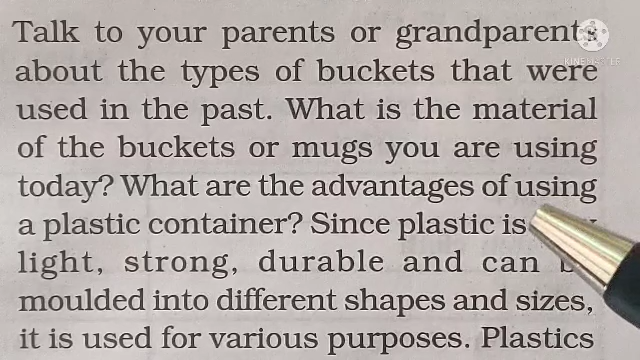 Talk to your parents or grandparents
about the types of buckets that were
used in the past. What is the material
of the buckets or mugs you are using
today? What are the advantages of using
a plastic container? Since plastic is
light, strong, durable and can
moulded into different shapes and sizes,
it is used for various purposes. Plastics
KINEMASTER